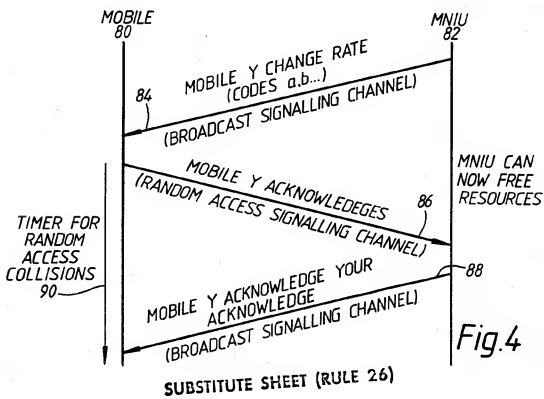 MOBILE
80
MNIU
82
MOBILE Y CHANGE RATE
(CODES a,b...)
84
(BROADCAST SIGNALLING CHANNEL)
MOBILE Y ACKNOWLEDEGES
86
(RANDOM ACCESS SIGNALLING CHANNEL)
MNIU CAN
NOW FREE
RESOURCES
TIMER FOR
RANDOM
ACCESS
COLLISIONS
90
88
MOBILE Y ACKNOWLEDGE YOUR
ACKNOWLEDGE
(BROADCAST SIGNALLING CHANNEL)
Fig.4
SUBSTITUTE SHEET (RULE 26)